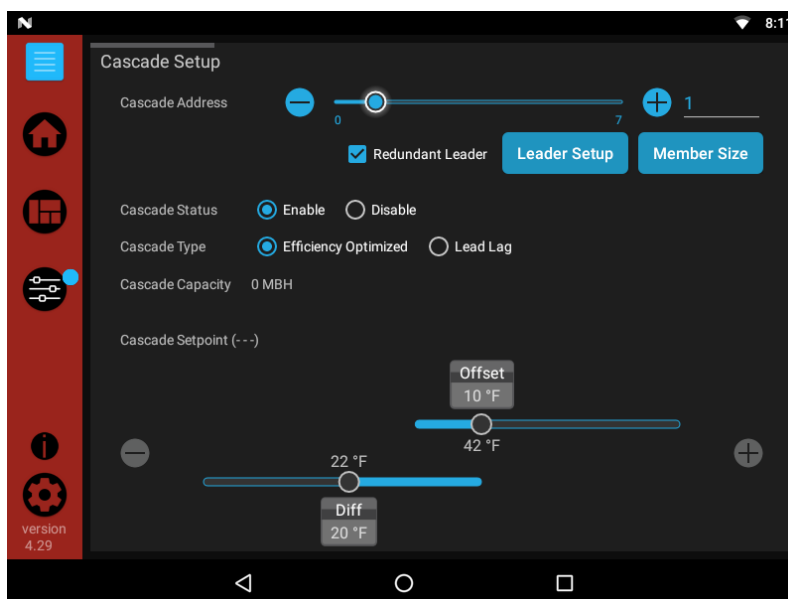 8:11
Cascade Setup
Cascade Address
0
7
1
Redundant Leader
Leader Setup
Member Size
Cascade Status
Enable
Disable
Cascade Type
Efficiency Optimized
Lead Lag
Cascade Capacity
0 MBH
Cascade Setpoint (---)
Offset
10 °F
42 °F
22 °F
Diff
20 °F
version
4.29